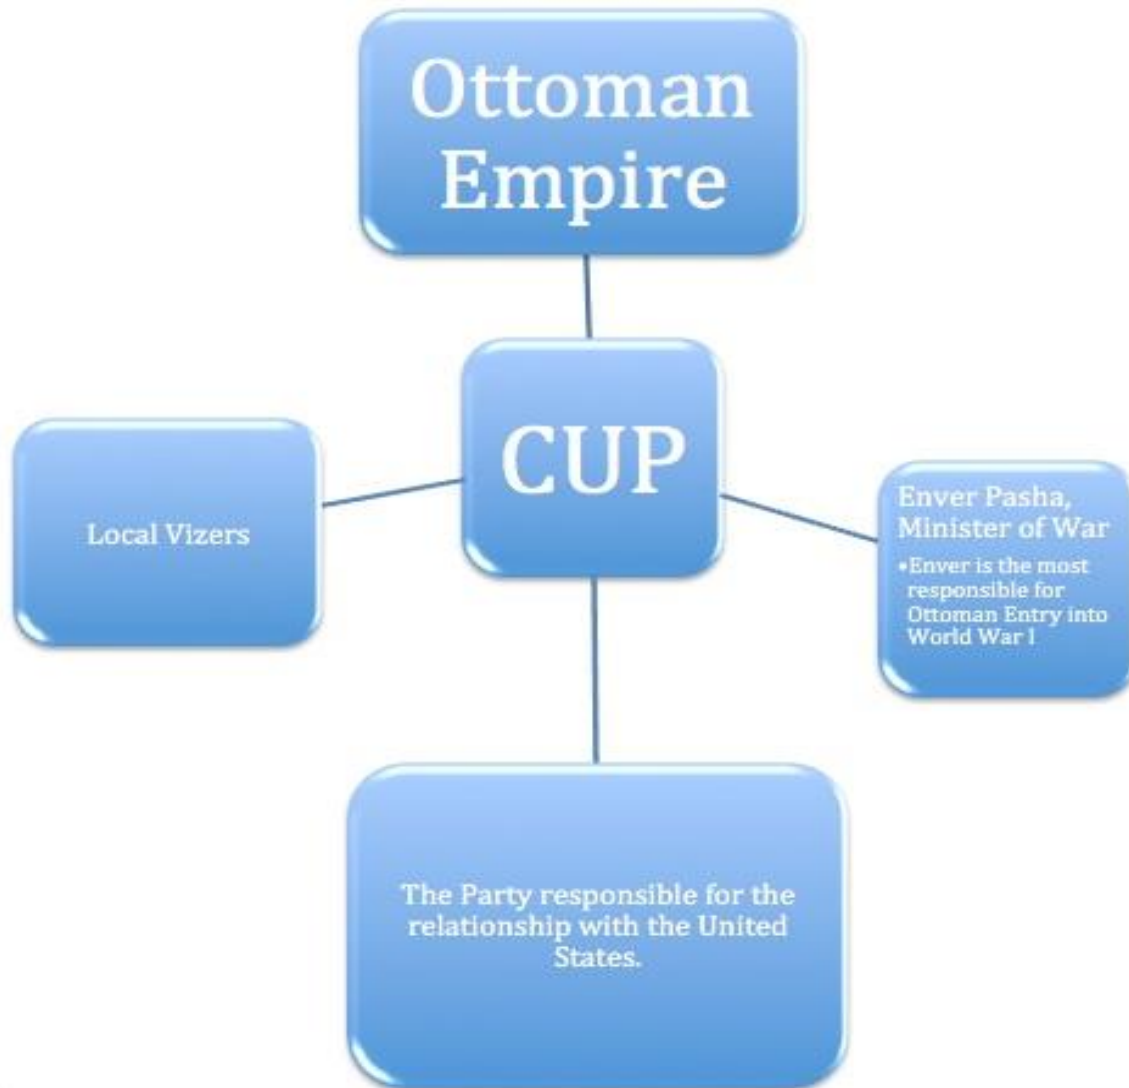 Ottoman
Empire
CUP
Local Vizers
Enver Pasha,
Minister of War
•Enver is the most
responsible for
Ottoman Entry into
World War I
The Party responsible for the
relationship with the United
States.